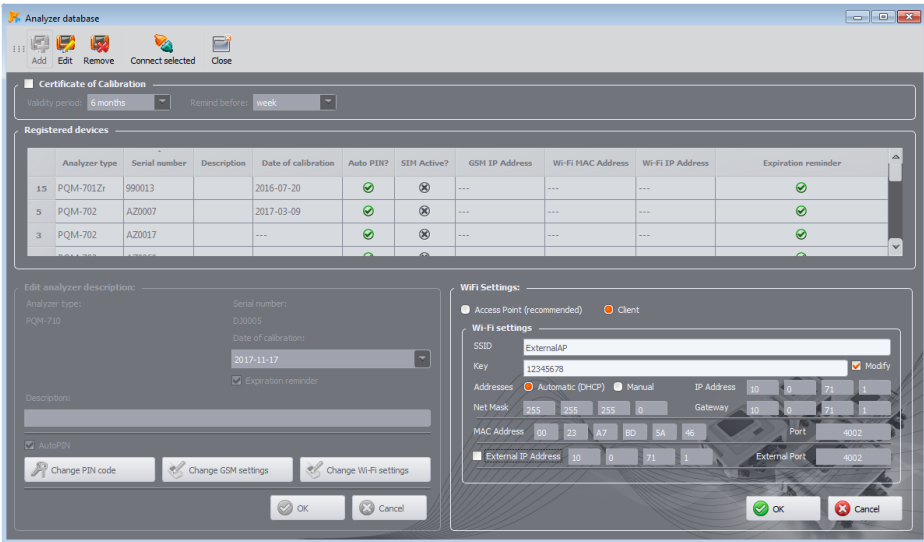 Analyzer database
Add Edit Remove Connect selected Close
Certificate of Calibration
Validity period: 6 months Remind before: week
Registered devices
Analyzer type Serial number Description Date of calibration Auto PIN? SIM Active? GSM IP Address Wi-Fi MAC Address Wi-Fi IP Address Expiration reminder
15 PQM-701Zr 990013 2016-07-20 --- --- ---
5 PQM-702 AZ0007 2017-03-09 --- --- ---
3 PQM-702 AZ0017 --- --- --- ---
Edit analyzer description:
Analyzer type: Serial number:
PQM-710 DJ0005
Date of calibration:
2017-11-17
Expiration reminder
Description:
AutoPIN
Change PIN code Change GSM settings Change Wi-Fi settings
OK Cancel
WiFi Settings:
Access Point (recommended) Client
Wi-Fi settings
SSID ExternalAP
Key 12345678 Modify
Addresses Automatic (DHCP) Manual IP Address 10 0 71 1
Net Mask 255 255 255 0 Gateway 10 0 71 1
MAC Address 00 23 A7 BD 5A 46 Port 4002
External IP Address 10 0 71 1 External Port 4002
OK Cancel